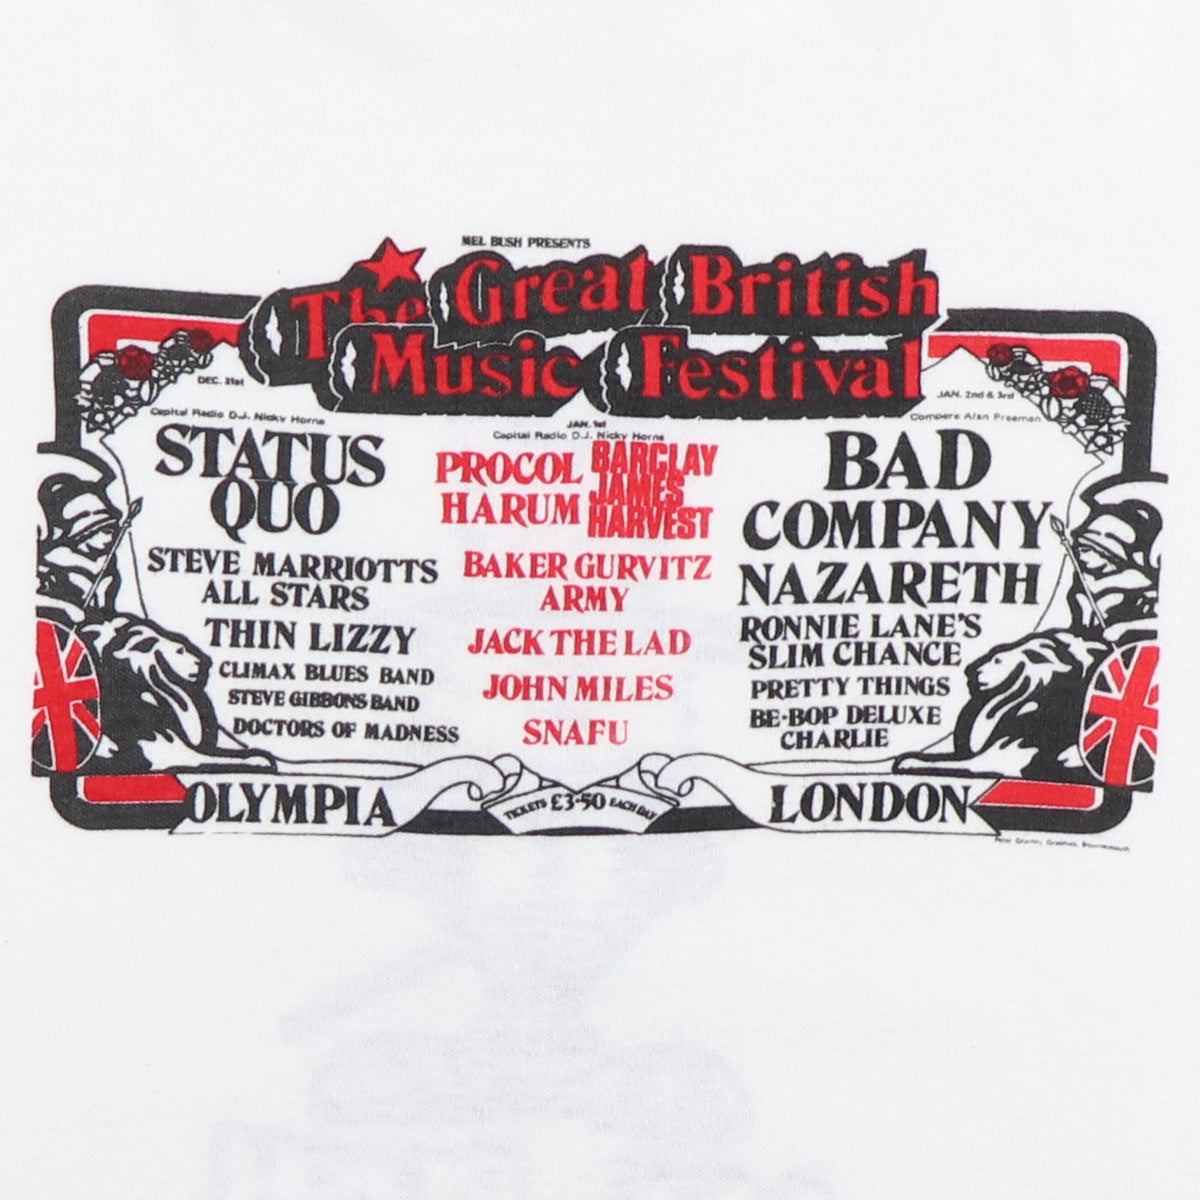 MEL BUSH PRESENTS
The Great British
Music Festival
DEC. 31st
Capital Radio D.J. Nicky Horne
STATUS
QUO
STEVE MARRIOTTS
ALL STARS
THIN LIZZY
CLIMAX BLUES BAND
STEVE GIBBONS BAND
DOCTORS OF MADNESS
JAN. 1st
Capital Radio D.J. Nicky Horne
PROCOL
HARUM
BARCLAY
JAMES
HARVEST
BAKER GURVITZ
ARMY
JACK THE LAD
JOHN MILES
SNAFU
JAN. 2nd & 3rd
Compere Alan Freeman
BAD
COMPANY
NAZARETH
RONNIE LANE'S
SLIM CHANCE
PRETTY THINGS
BE-BOP DELUXE
CHARLIE
OLYMPIA
TICKETS £3·50 EACH DAY
LONDON
Graphics, Bournemouth